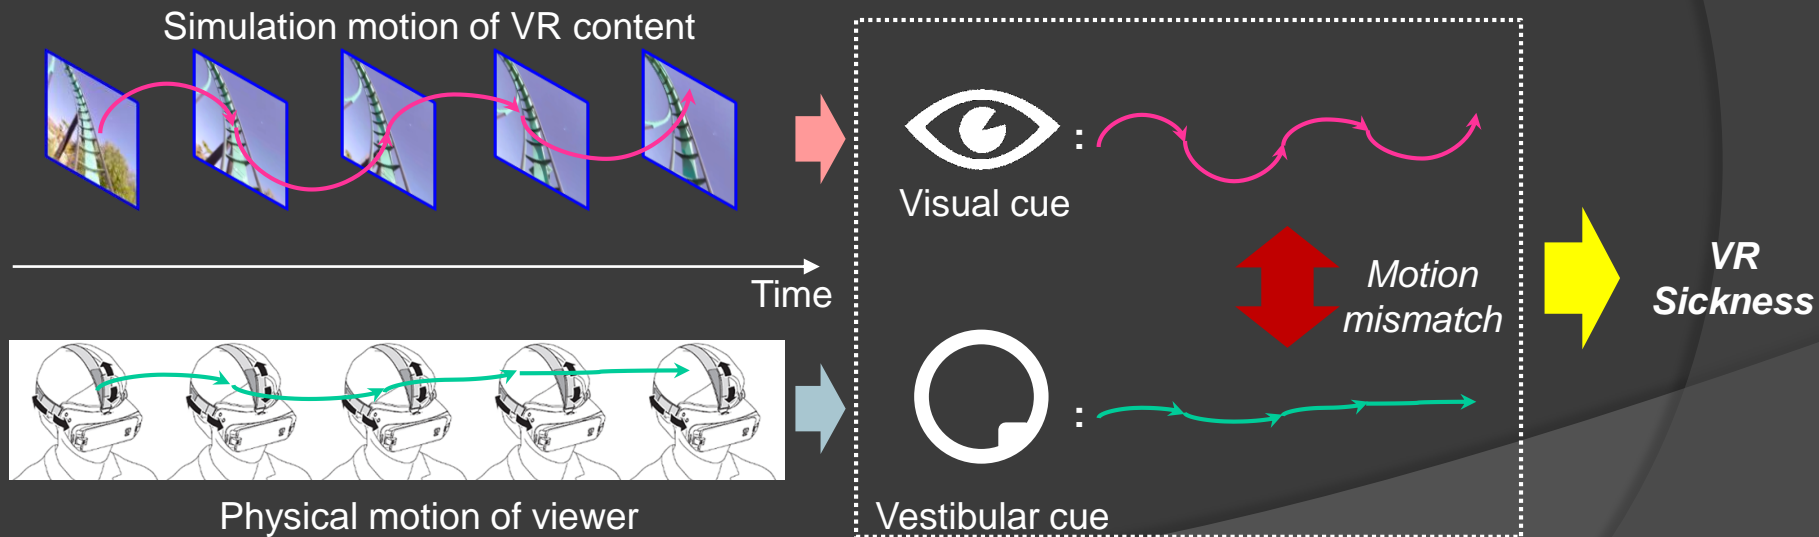 Simulation motion of VR content
Visual cue
:
Time
Motion
mismatch
VR
Sickness
:
Physical motion of viewer
Vestibular cue